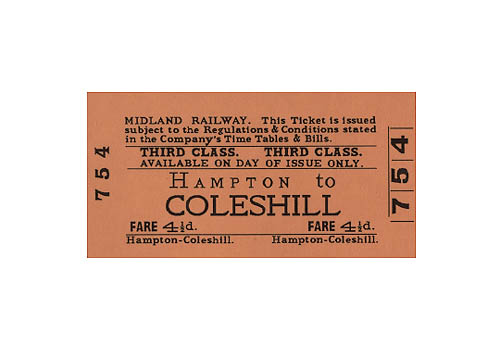 754
MIDLAND RAILWAY. This Ticket is issued
subject to the Regulations & Conditions stated
in the Company's Time Tables & Bills.
THIRD CLASS. THIRD CLASS.
AVAILABLE ON DAY OF ISSUE ONLY.
HAMPTON to
COLESHILL
FARE 4½d. FARE 4½d.
Hampton-Coleshill. Hampton-Coleshill.
754